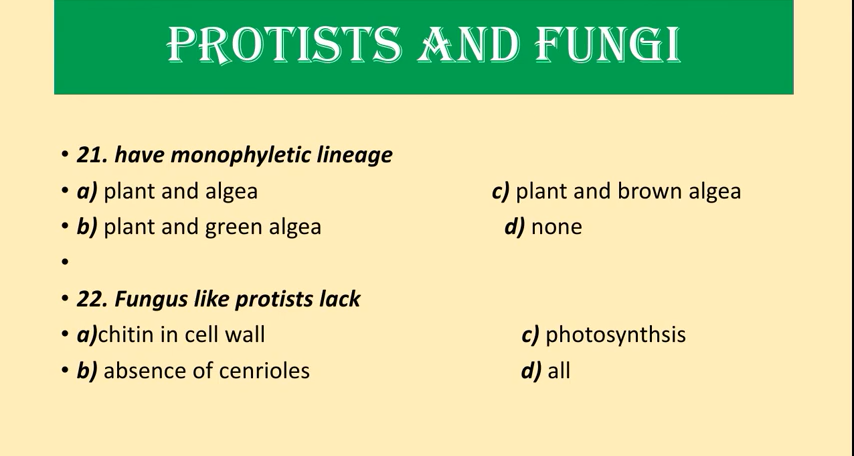 PROTISTS AND FUNGI
• 21. have monophyletic lineage
• a) plant and algea c) plant and brown algea
• b) plant and green algea d) none
•
• 22. Fungus like protists lack
• a)chitin in cell wall c) photosynthsis
• b) absence of cenrioles d) all